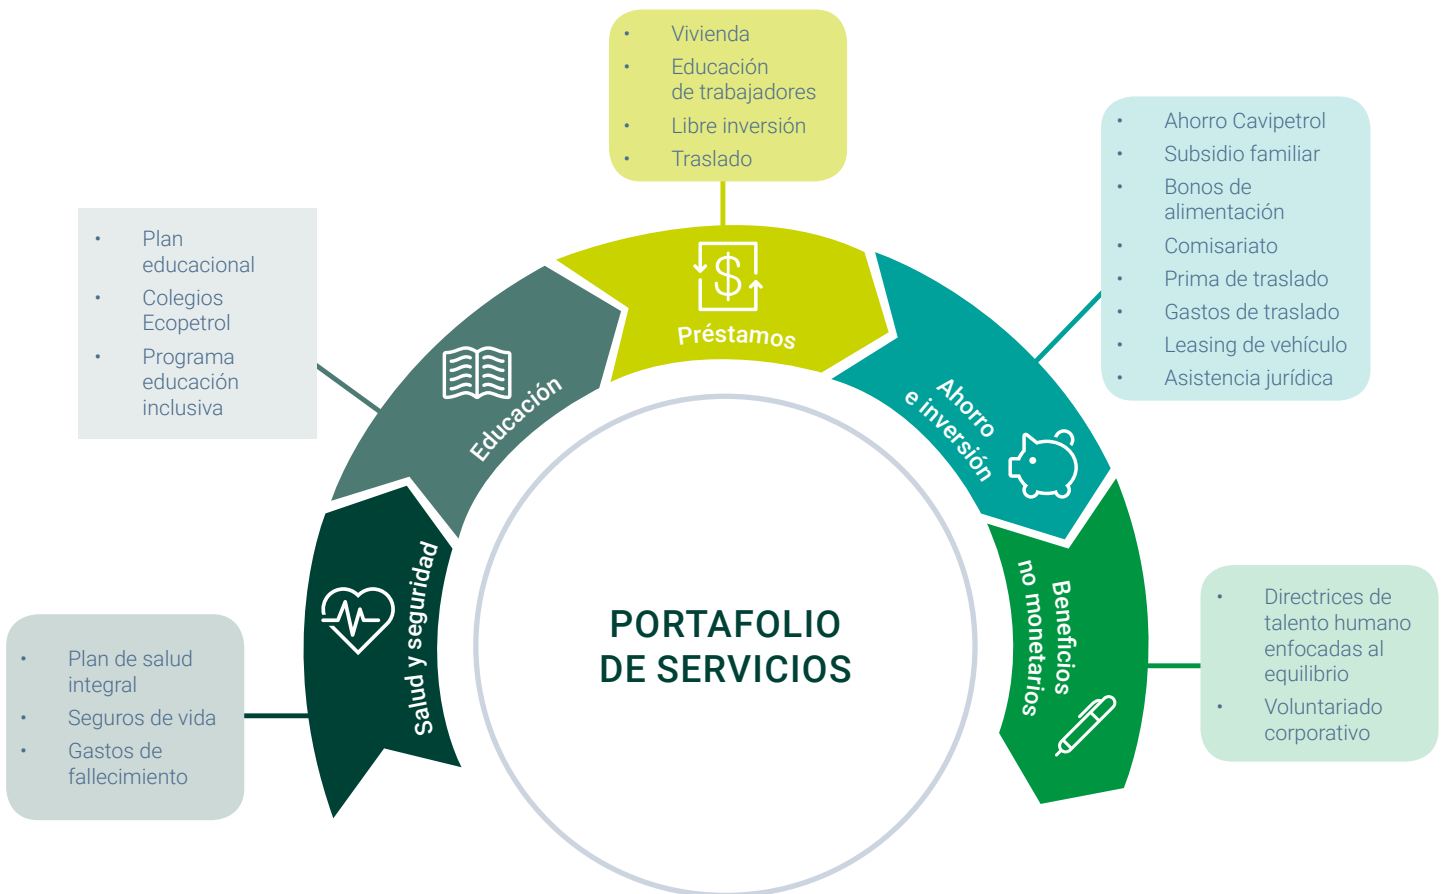 • Vivienda
• Educación
de trabajadores
• Libre inversión
• Traslado
• Ahorro Cavipetrol
• Subsidio familiar
• Bonos de
alimentación
• Comisariato
• Prima de traslado
• Gastos de traslado
• Leasing de vehículo
• Asistencia jurídica
• Plan
educacional
• Colegios
Ecopetrol
• Programa
educación
inclusiva
Préstamos
Educación
Ahorro
e inversión
Salud y seguridad
Beneficios
no monetarios
PORTAFOLIO
DE SERVICIOS
• Plan de salud
integral
• Seguros de vida
• Gastos de
fallecimiento
• Directrices de
talento humano
enfocadas al
equilibrio
• Voluntariado
corporativo